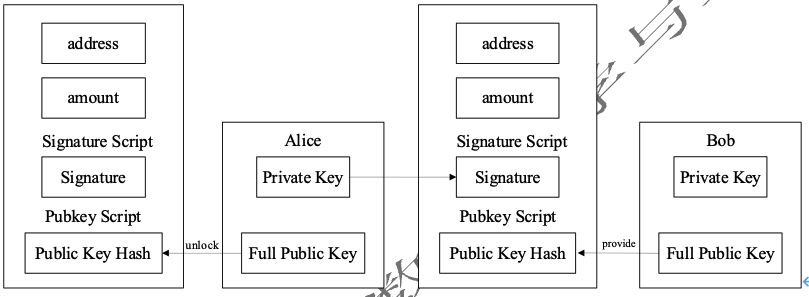 address
amount
Signature Script
Signature
Pubkey Script
Public Key Hash
unlock
Alice
Private Key
Full Public Key
address
amount
Signature Script
Signature
Pubkey Script
Public Key Hash
provide
Bob
Private Key
Full Public Key